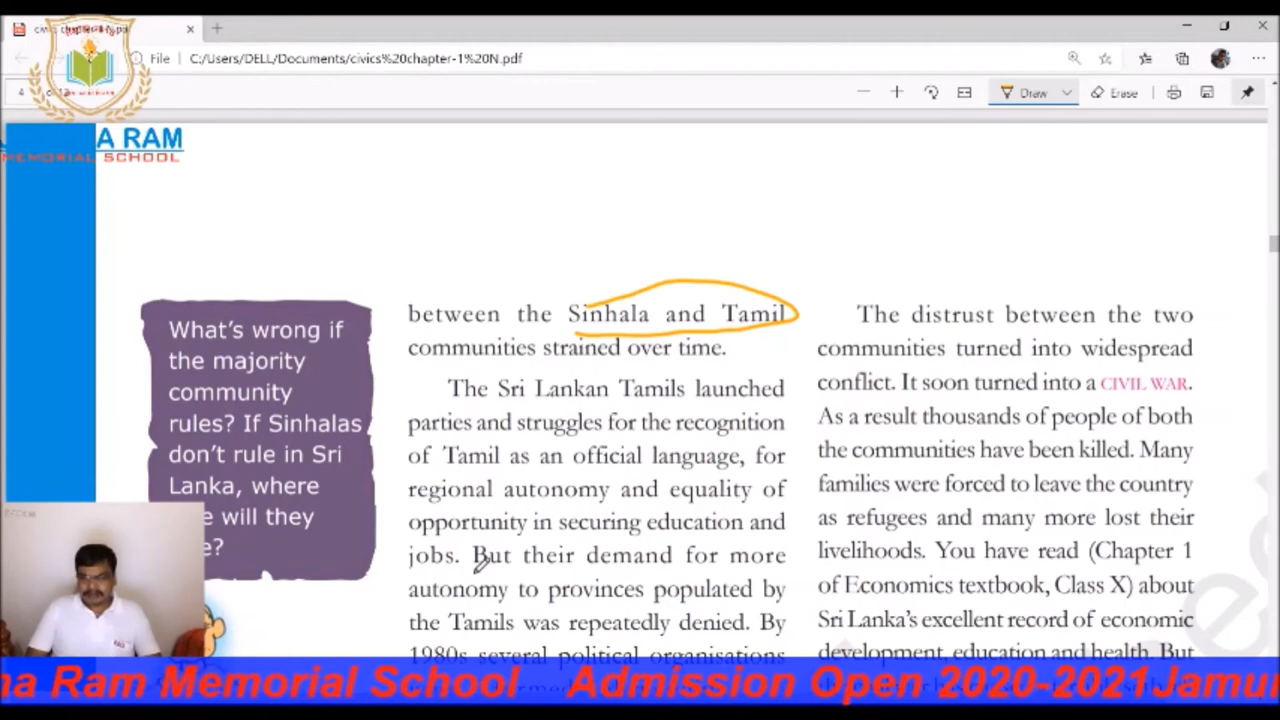 civics chapter-1 N.pdf
File
C:/Users/DELL/Documents/civics%20chapter-1%20N.pdf
4
Draw
Erase
A RAM
MEMORIAL SCHOOL
What's wrong if
the majority
community
rules? If Sinhalas
don't rule in Sri
Lanka, where
will they
between the Sinhala and Tamil
communities strained over time.
The Sri Lankan Tamils launched
parties and struggles for the recognition
of Tamil as an official language, for
regional autonomy and equality of
opportunity in securing education and
jobs. But their demand for more
autonomy to provinces populated by
the Tamils was repeatedly denied. By
1980s several political organisations
The distrust between the two
communities turned into widespread
conflict. It soon turned into a CIVIL WAR.
As a result thousands of people of both
the communities have been killed. Many
families were forced to leave the country
as refugees and many more lost their
livelihoods. You have read (Chapter 1
of Economics textbook, Class X) about
Sri Lanka's excellent record of economic
development, education and health. But
na Ram Memorial School Admission Open 2020-2021 Jamu